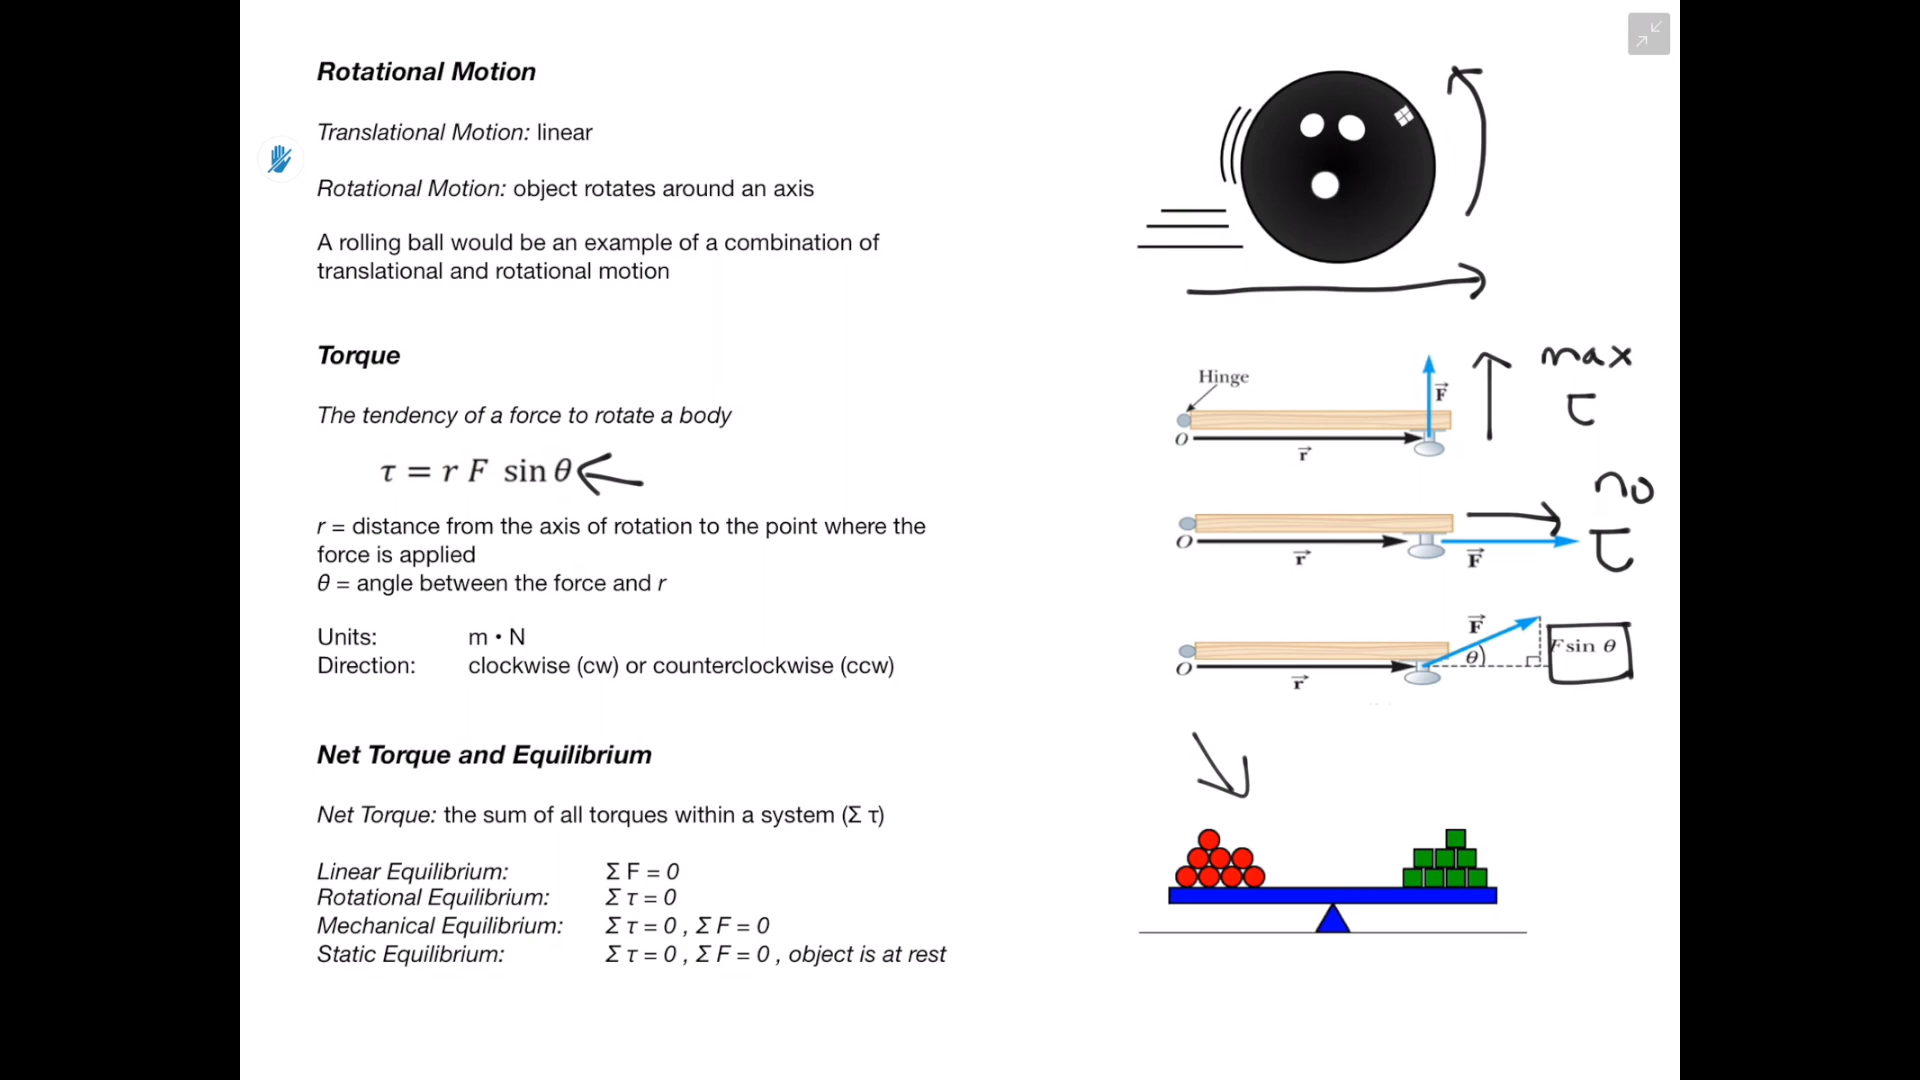 Rotational Motion
Translational Motion: linear
Rotational Motion: object rotates around an axis
A rolling ball would be an example of a combination of
translational and rotational motion
Torque
The tendency of a force to rotate a body
τ = r F sin θ
r = distance from the axis of rotation to the point where the
force is applied
θ = angle between the force and r
Units: m • N
Direction: clockwise (cw) or counterclockwise (ccw)
Hinge
F⃗
O
r⃗
max
τ
O
r⃗
F⃗
no
τ
F⃗
θ
F sin θ
O
r⃗
Net Torque and Equilibrium
Net Torque: the sum of all torques within a system (Σ τ)
Linear Equilibrium: Σ F = 0
Rotational Equilibrium: Σ τ = 0
Mechanical Equilibrium: Σ τ = 0 , Σ F = 0
Static Equilibrium: Σ τ = 0 , Σ F = 0 , object is at rest